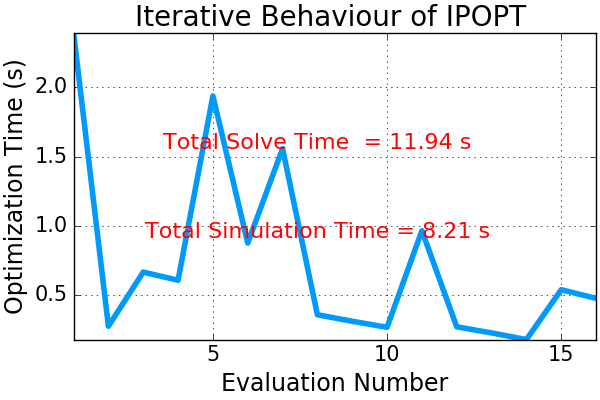 Iterative Behaviour of IPOPT
Optimization Time (s)
2.0
1.5
1.0
0.5
Total Solve Time  = 11.94 s
Total Simulation Time = 8.21 s
5
10
15
Evaluation Number